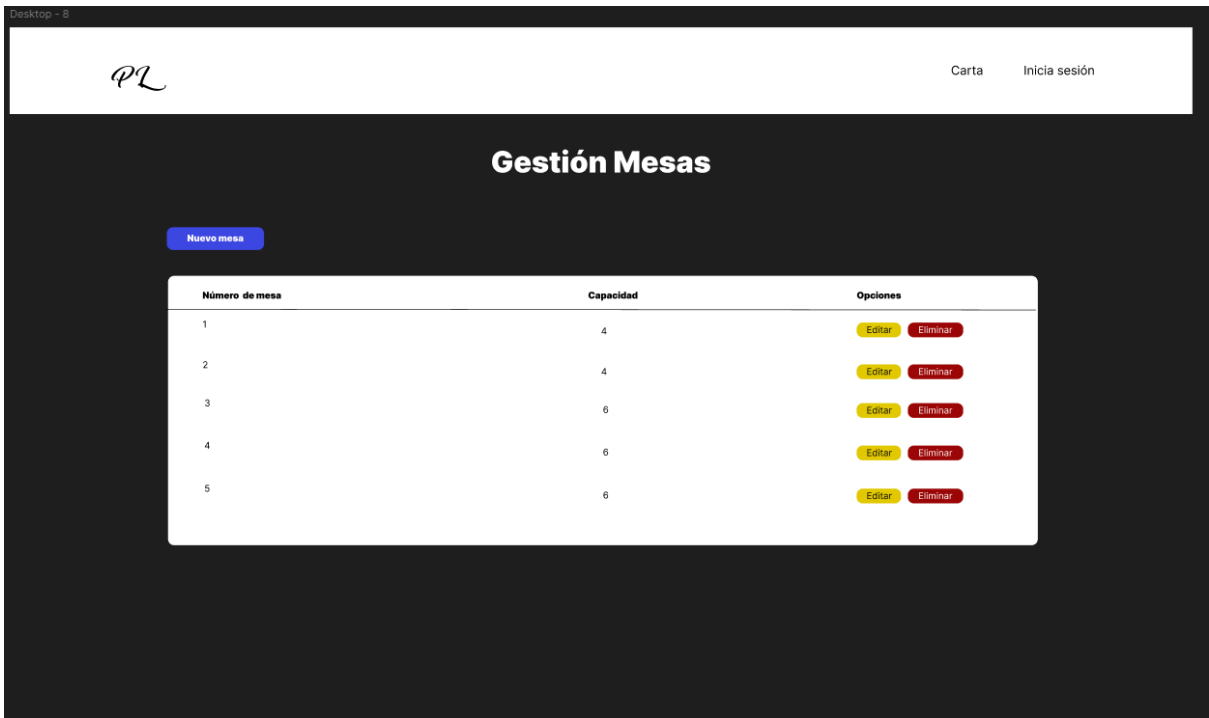 Desktop - 8
PL
Carta Inicia sesión
Gestión Mesas
Nuevo mesa
Número de mesa Capacidad Opciones
1 4 Editar Eliminar
2 4 Editar Eliminar
3 6 Editar Eliminar
4 6 Editar Eliminar
5 6 Editar Eliminar